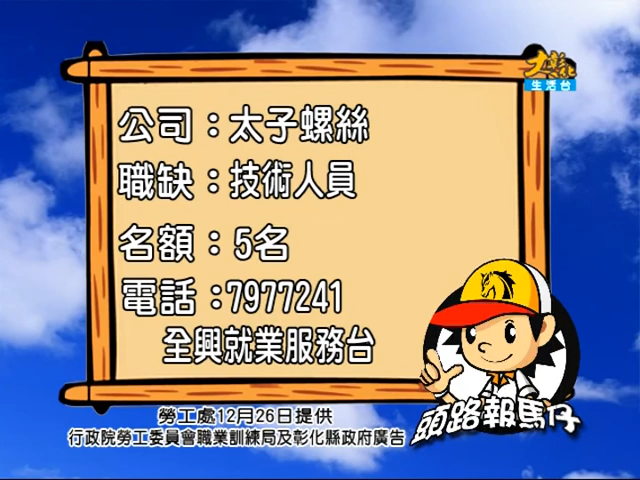 大彰化
生活台
公司：太子螺絲
職缺：技術人員
名額：5名
電話：7977241
全興就業服務台
頭路報馬仔
勞工處12月26日提供
行政院勞工委員會職業訓練局及彰化縣政府廣告